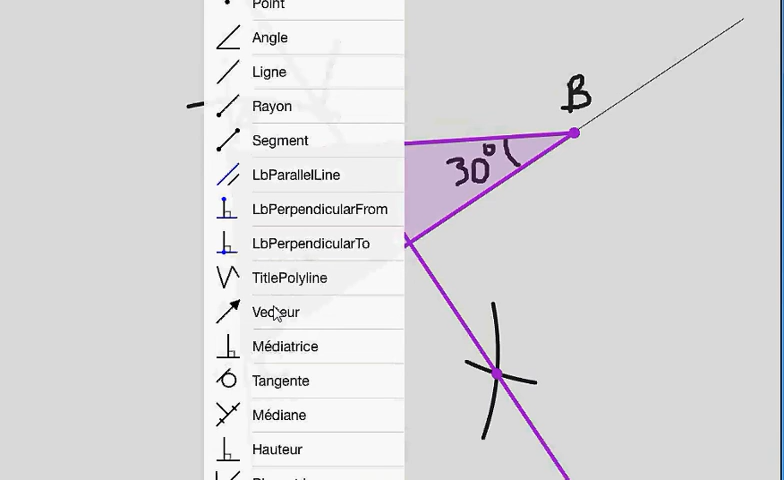 Point
Angle
Ligne
Rayon
Segment
LbParallelLine
LbPerpendicularFrom
LbPerpendicularTo
TitlePolyline
Vecteur
Médiatrice
Tangente
Médiane
Hauteur
B
30°